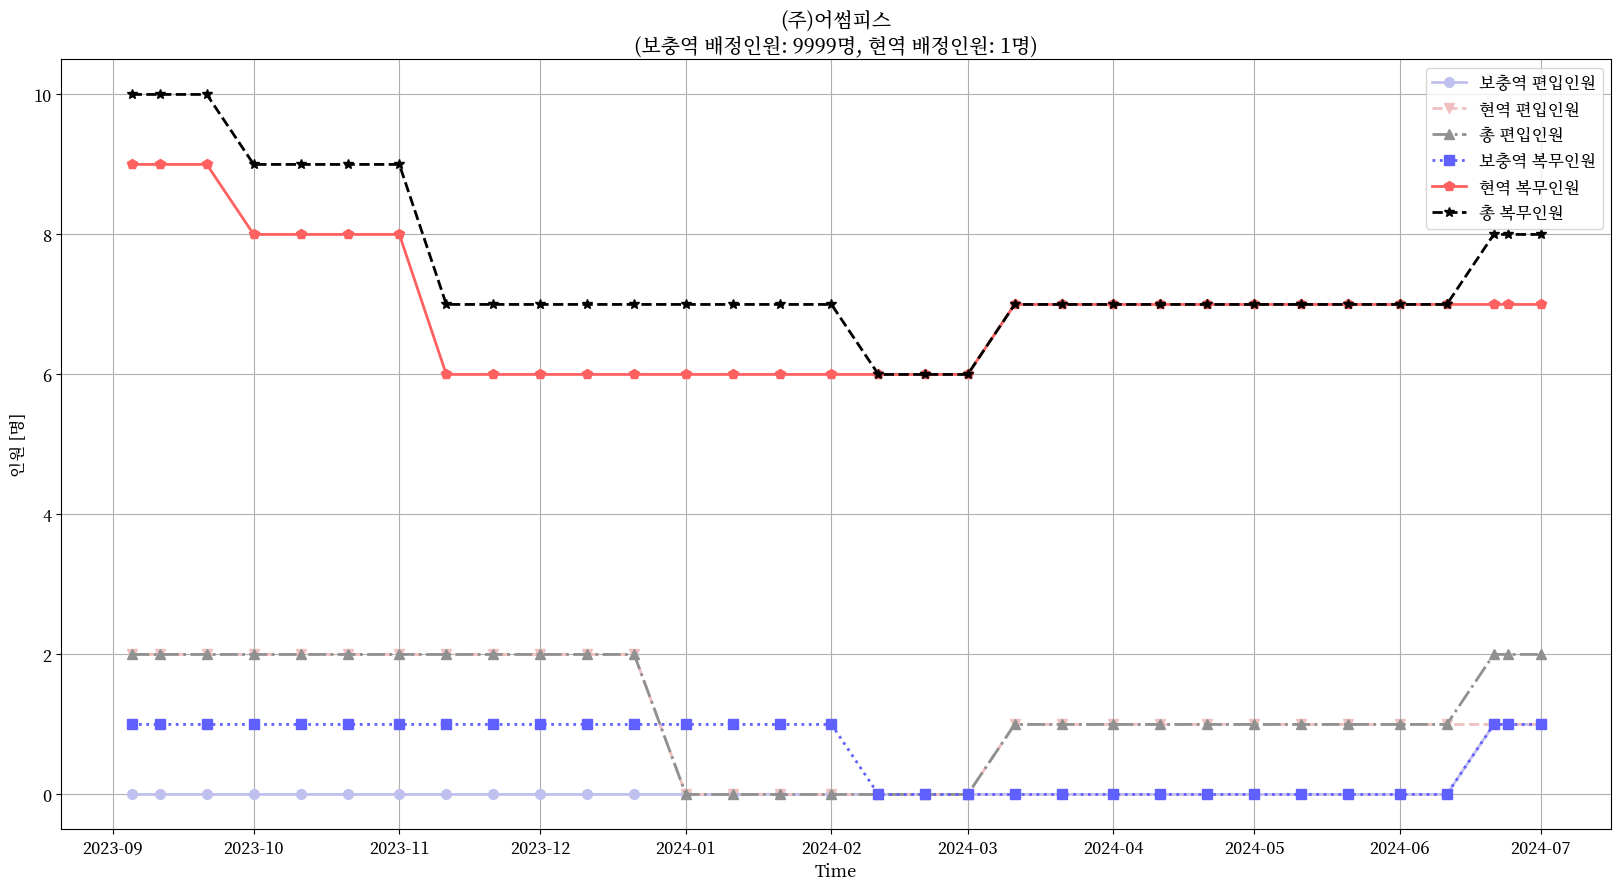 (주)어썸피스
(보충역 배정인원: 9999명, 현역 배정인원: 1명)
보충역 편입인원
현역 편입인원
총 편입인원
보충역 복무인원
현역 복무인원
총 복무인원
인원 [명]
10
8
6
4
2
0
2023-09 2023-10 2023-11 2023-12 2024-01 2024-02 2024-03 2024-04 2024-05 2024-06 2024-07
Time